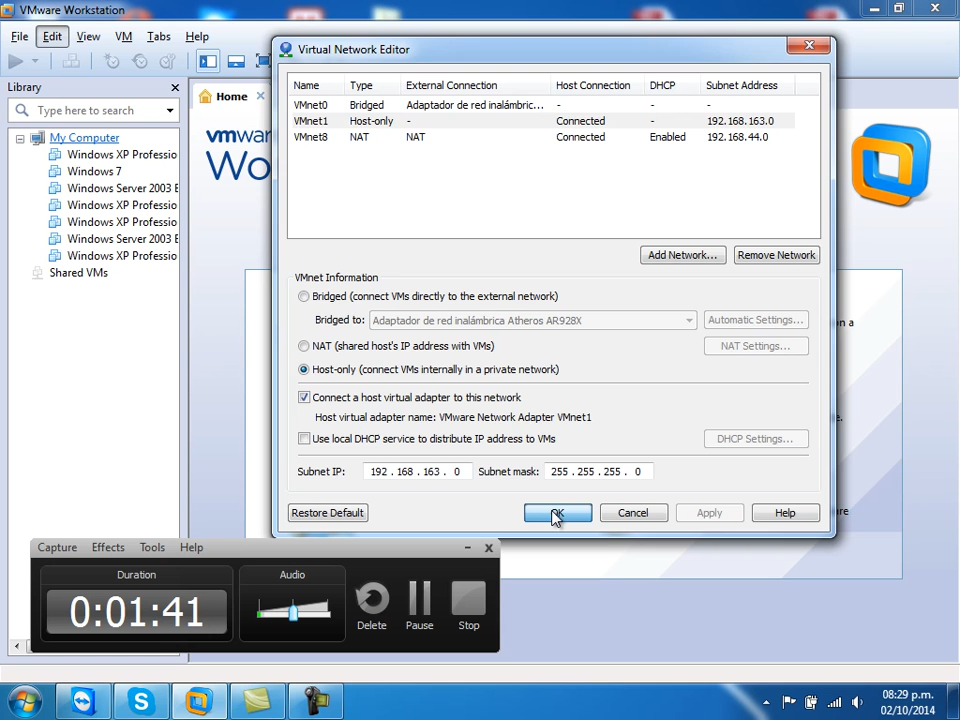 VMware Workstation
File Edit View VM Tabs Help
Library
Type here to search
My Computer
Windows XP Professio
Windows 7
Windows Server 2003 E
Windows XP Professio
Windows XP Professio
Windows Server 2003 E
Windows XP Professio
Shared VMs
Home
vmwar
Wo
Virtual Network Editor
Name Type External Connection Host Connection DHCP Subnet Address
VMnet0 Bridged Adaptador de red inalámbric... - - -
VMnet1 Host-only - Connected - 192.168.163.0
VMnet8 NAT NAT Connected Enabled 192.168.44.0
Add Network... Remove Network
VMnet Information
Bridged (connect VMs directly to the external network)
Bridged to: Adaptador de red inalámbrica Atheros AR928X Automatic Settings...
NAT (shared host's IP address with VMs) NAT Settings...
Host-only (connect VMs internally in a private network)
Connect a host virtual adapter to this network
Host virtual adapter name: VMware Network Adapter VMnet1
Use local DHCP service to distribute IP address to VMs DHCP Settings...
Subnet IP: 192 . 168 . 163 . 0 Subnet mask: 255 . 255 . 255 . 0
Restore Default OK Cancel Apply Help
on a
Capture Effects Tools Help
Duration Audio
0:01:41
Delete Pause Stop
08:29 p.m.
02/10/2014